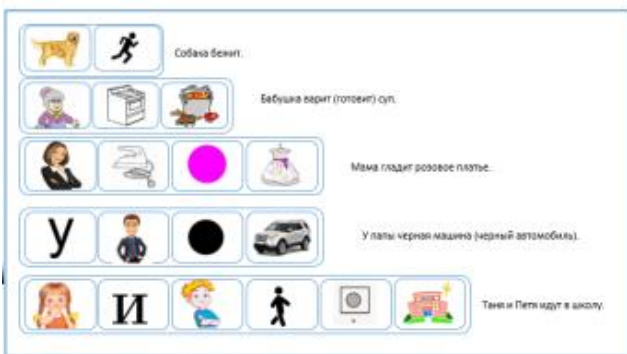 Собака бежит.
Бабушка варит (готовит) суп.
Мама гладит розовое платье.
У
У папы черная машина (черный автомобиль).
И
Таня и Петя идут в школу.